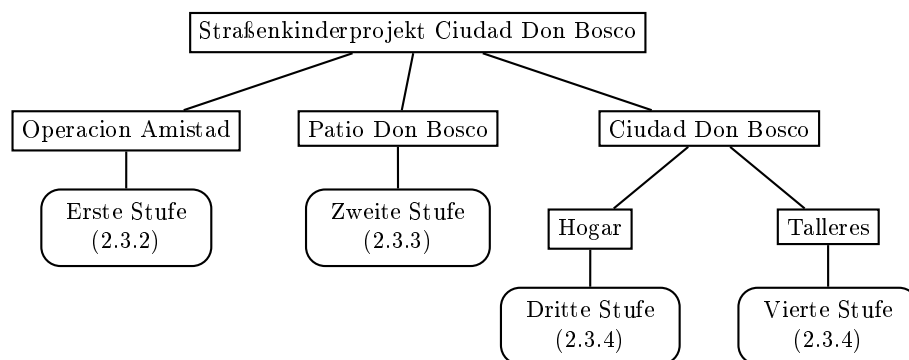 Straßenkinderprojekt Ciudad Don Bosco
Operacion Amistad
Patio Don Bosco
Ciudad Don Bosco
Erste Stufe
(2.3.2)
Zweite Stufe
(2.3.3)
Hogar
Talleres
Dritte Stufe
(2.3.4)
Vierte Stufe
(2.3.4)